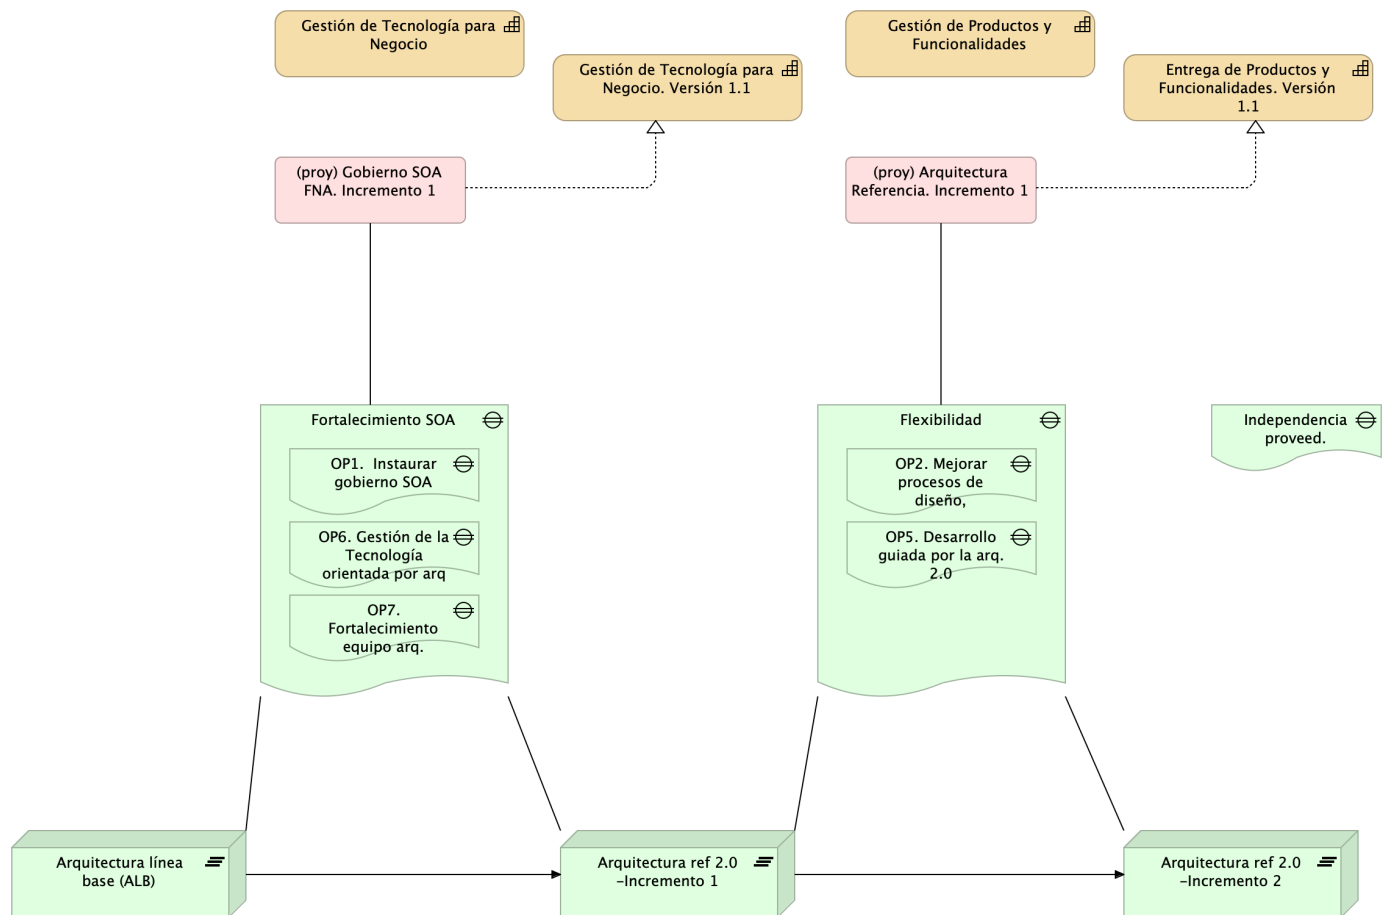 Gestión de Tecnología para
Negocio
Gestión de Tecnología para
Negocio. Versión 1.1
Gestión de Productos y
Funcionalidades
Entrega de Productos y
Funcionalidades. Versión
1.1
(proy) Gobierno SOA
FNA. Incremento 1
(proy) Arquitectura
Referencia. Incremento 1
Fortalecimiento SOA
OP1.  Instaurar
gobierno SOA
OP6. Gestión de la
Tecnología
orientada por arq
OP7.
Fortalecimiento
equipo arq.
Flexibilidad
OP2. Mejorar
procesos de
diseño,
OP5. Desarrollo
guiada por la arq.
2.0
Independencia
proveed.
Arquitectura línea
base (ALB)
Arquitectura ref 2.0
-Incremento 1
Arquitectura ref 2.0
-Incremento 2